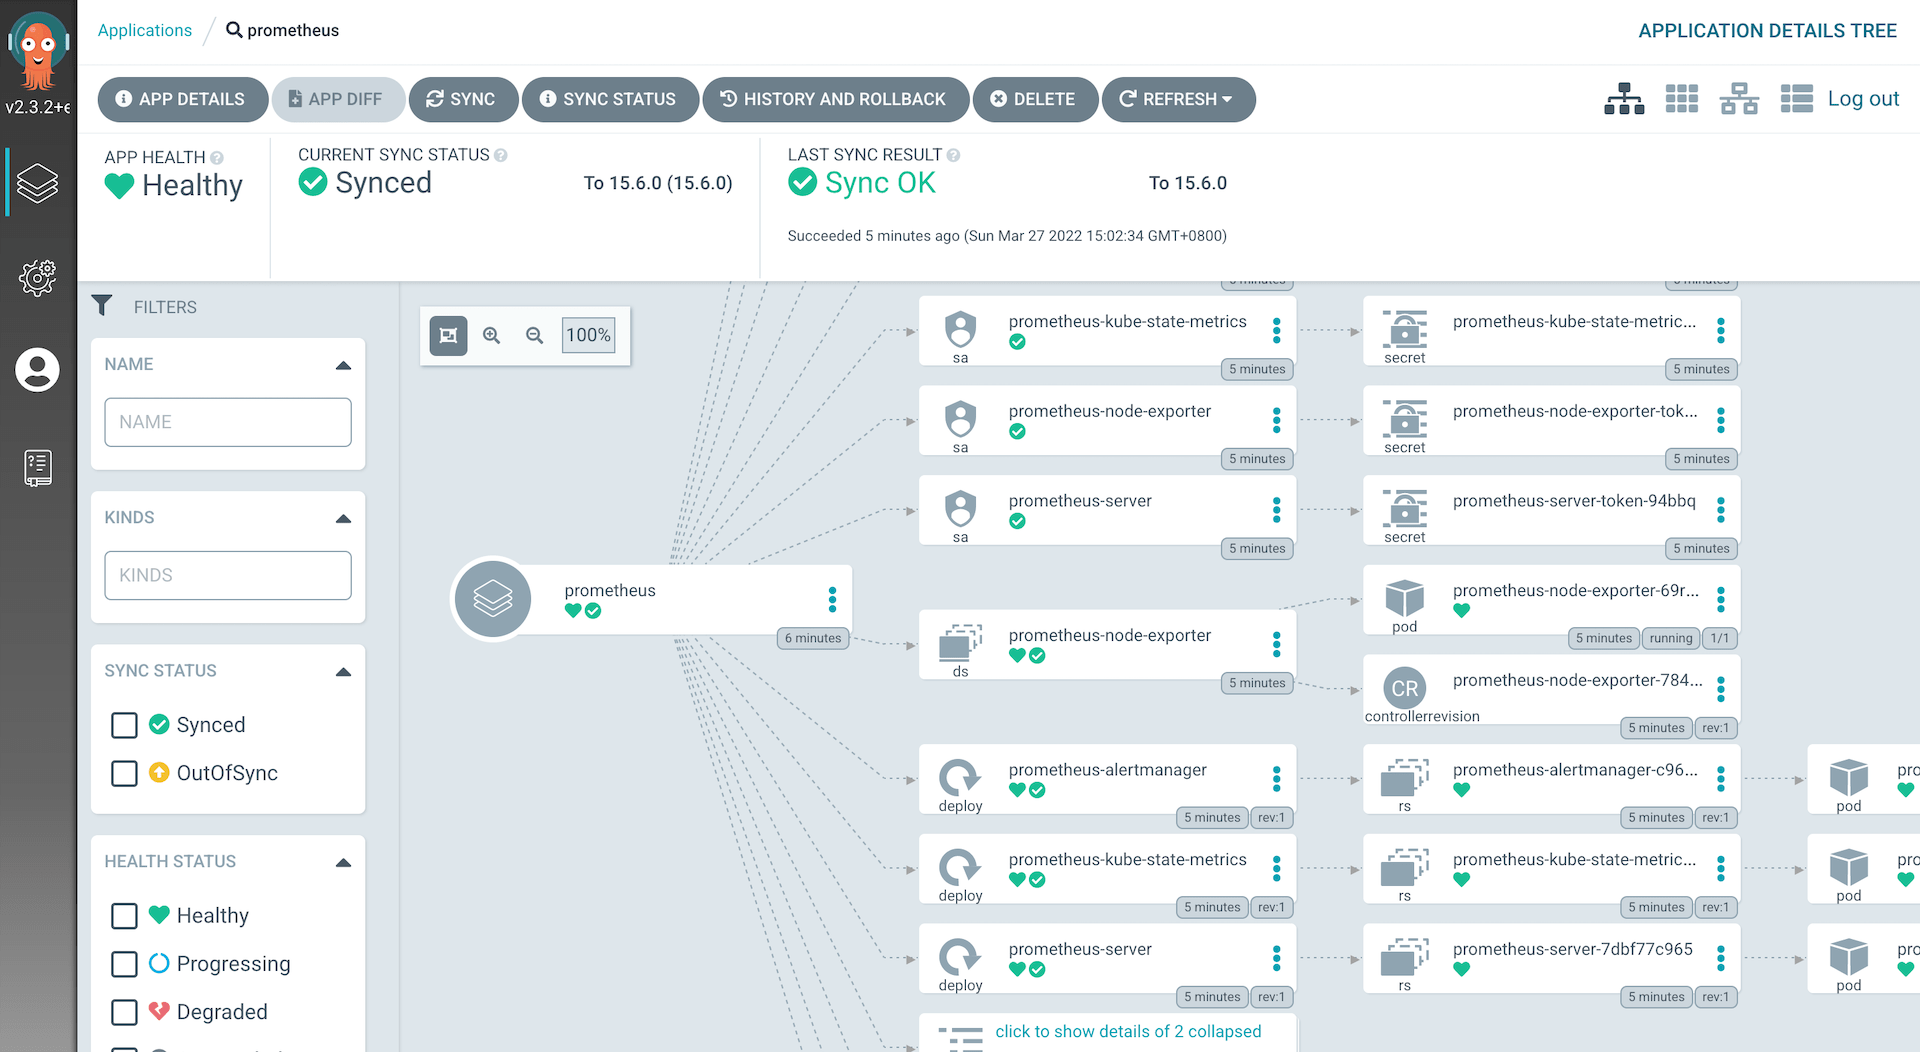 Applications / prometheus
APPLICATION DETAILS TREE
v2.3.2+e
APP DETAILS
APP DIFF
SYNC
SYNC STATUS
HISTORY AND ROLLBACK
DELETE
REFRESH
Log out
APP HEALTH
Healthy
CURRENT SYNC STATUS
Synced
To 15.6.0 (15.6.0)
LAST SYNC RESULT
Sync OK
To 15.6.0
Succeeded 5 minutes ago (Sun Mar 27 2022 15:02:34 GMT+0800)
FILTERS
NAME
NAME
KINDS
KINDS
SYNC STATUS
Synced
OutOfSync
HEALTH STATUS
Healthy
Progressing
Degraded
100%
prometheus
6 minutes
minutes
minutes
prometheus-kube-state-metrics
sa
5 minutes
prometheus-kube-state-metric...
secret
5 minutes
prometheus-node-exporter
sa
5 minutes
prometheus-node-exporter-tok...
secret
5 minutes
prometheus-server
sa
5 minutes
prometheus-server-token-94bbq
secret
5 minutes
prometheus-node-exporter
ds
5 minutes
prometheus-node-exporter-69r...
pod
5 minutes running 1/1
CR
prometheus-node-exporter-784...
controllerrevision
5 minutes rev:1
prometheus-alertmanager
deploy
5 minutes rev:1
prometheus-alertmanager-c96...
rs
5 minutes rev:1
pro
pod
prometheus-kube-state-metrics
deploy
5 minutes rev:1
prometheus-kube-state-metric...
rs
5 minutes rev:1
pro
pod
prometheus-server
deploy
5 minutes rev:1
prometheus-server-7dbf77c965
rs
5 minutes rev:1
pro
pod
click to show details of 2 collapsed